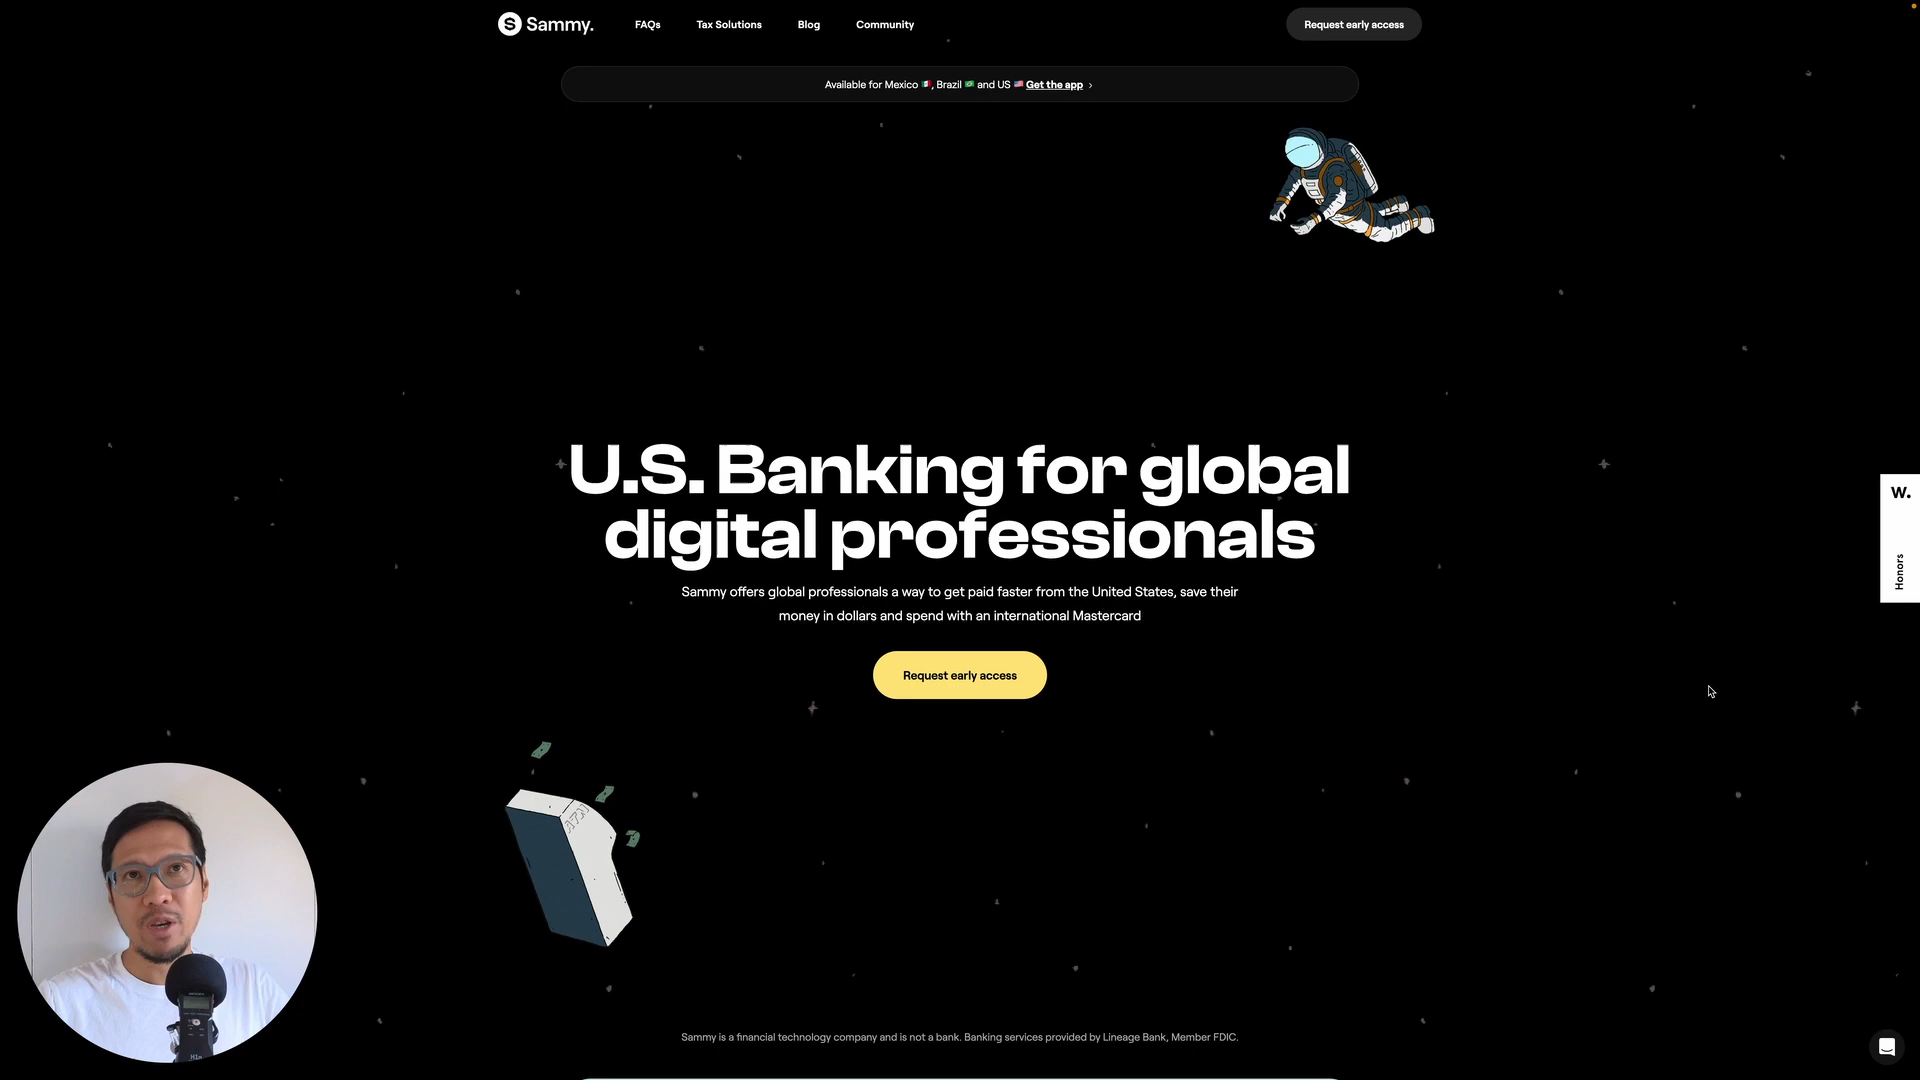 Sammy.
FAQs
Tax Solutions
Blog
Community
Request early access
Available for Mexico 🇲🇽, Brazil 🇧🇷 and US 🇺🇸 Get the app ›
U.S. Banking for global
digital professionals
Sammy offers global professionals a way to get paid faster from the United States, save their
money in dollars and spend with an international Mastercard
Request early access
W.
Honors
ATM
H1n
Sammy is a financial technology company and is not a bank. Banking services provided by Lineage Bank, Member FDIC.